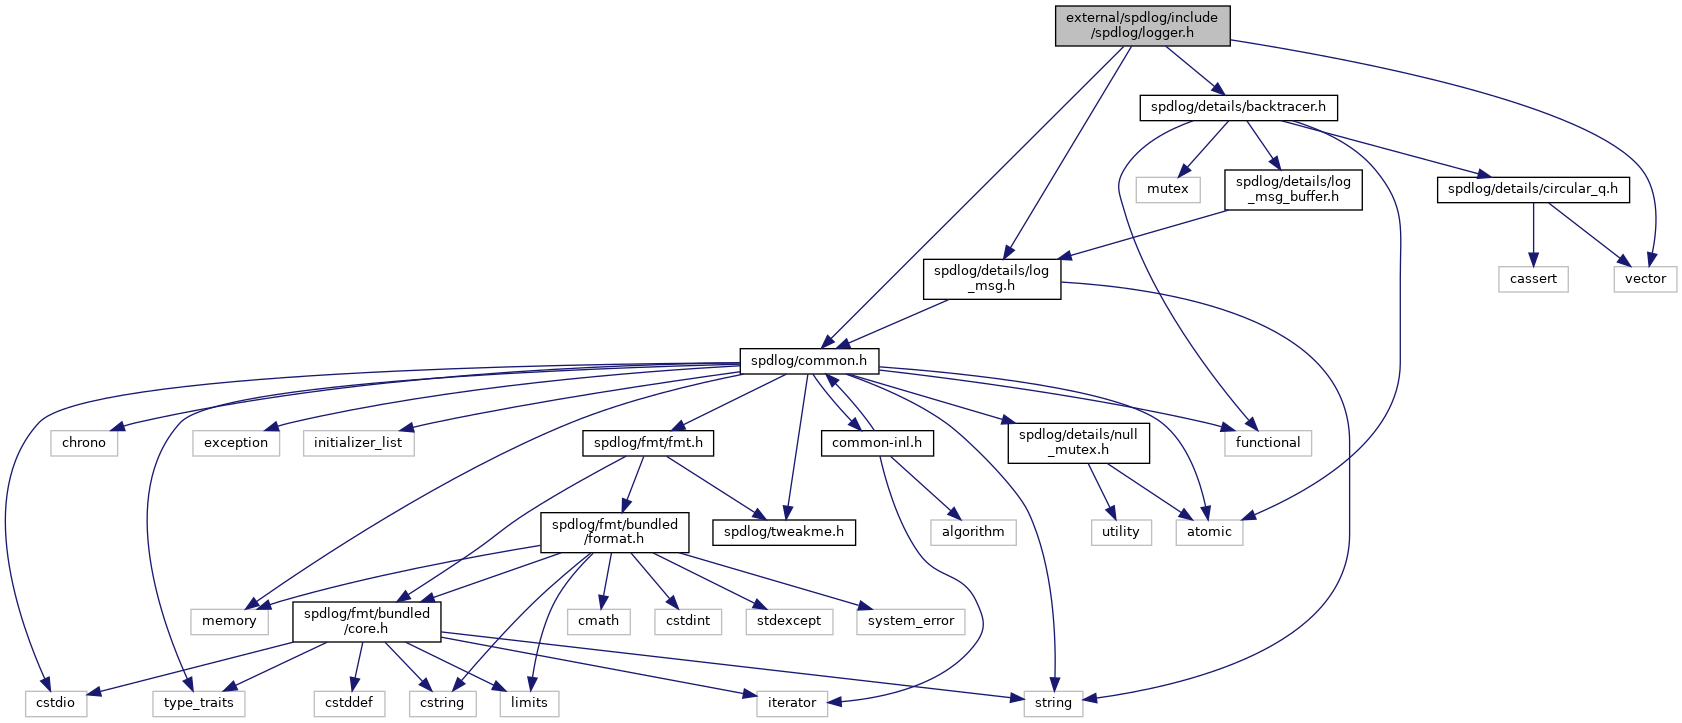 external/spdlog/include
/spdlog/logger.h
spdlog/details/backtracer.h
mutex
spdlog/details/log
_msg_buffer.h
spdlog/details/circular_q.h
spdlog/details/log
_msg.h
cassert
vector
spdlog/common.h
chrono
exception
initializer_list
spdlog/fmt/fmt.h
common-inl.h
spdlog/details/null
_mutex.h
functional
spdlog/fmt/bundled
/format.h
spdlog/tweakme.h
algorithm
utility
atomic
memory
spdlog/fmt/bundled
/core.h
cmath
cstdint
stdexcept
system_error
cstdio
type_traits
cstddef
cstring
limits
iterator
string